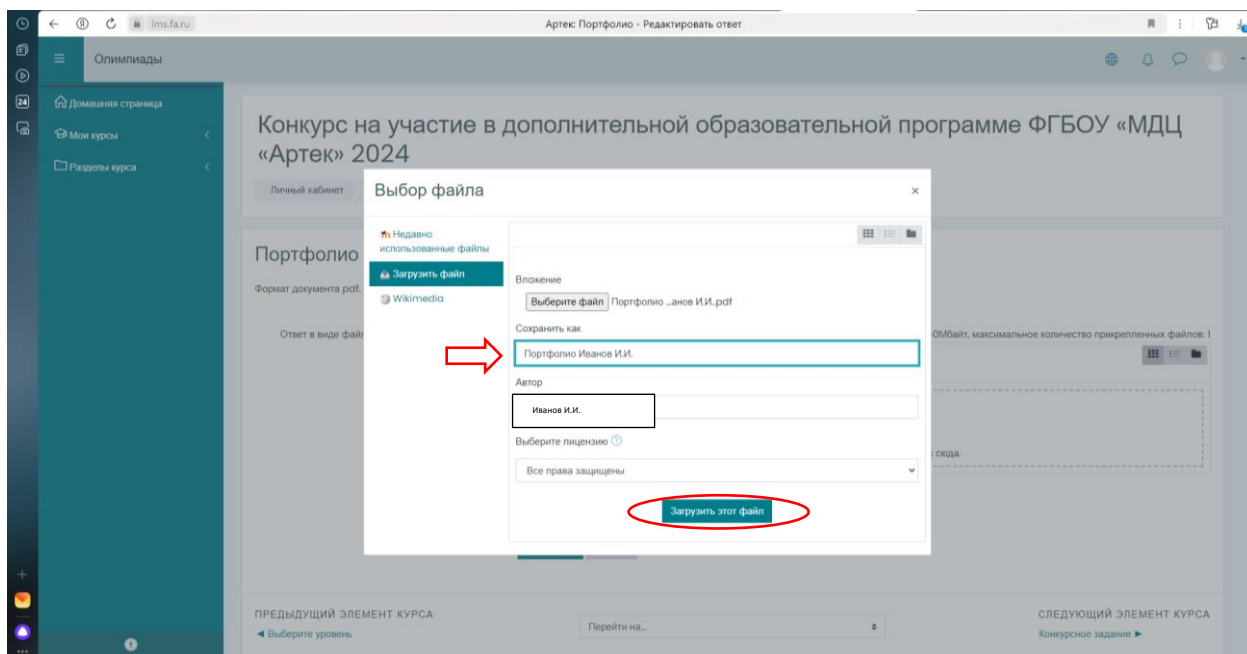 lms.fa.ru
Артек: Портфолио - Редактировать ответ
Олимпиады
24
Домашняя страница
Мои курсы
Разделы курса
Конкурс на участие в дополнительной образовательной программе ФГБОУ «МДЦ
«Артек» 2024
Личный кабинет
Выбор файла
×
Недавно
использованные файлы
Загрузить файл
Wikimedia
Портфолио
Формат документа pdf.
Ответ в виде файл
Вложение
Выберите файл Портфолио ...анов И.И..pdf
Сохранить как
Портфолио Иванов И.И.
Автор
Иванов И.И.
Выберите лицензию
Все права защищены
Загрузить этот файл
0Мбайт, максимальное количество прикрепленных файлов: 1
сюда.
ПРЕДЫДУЩИЙ ЭЛЕМЕНТ КУРСА
◄ Выберите уровень
Перейти на...
СЛЕДУЮЩИЙ ЭЛЕМЕНТ КУРСА
Конкурсное задание ►